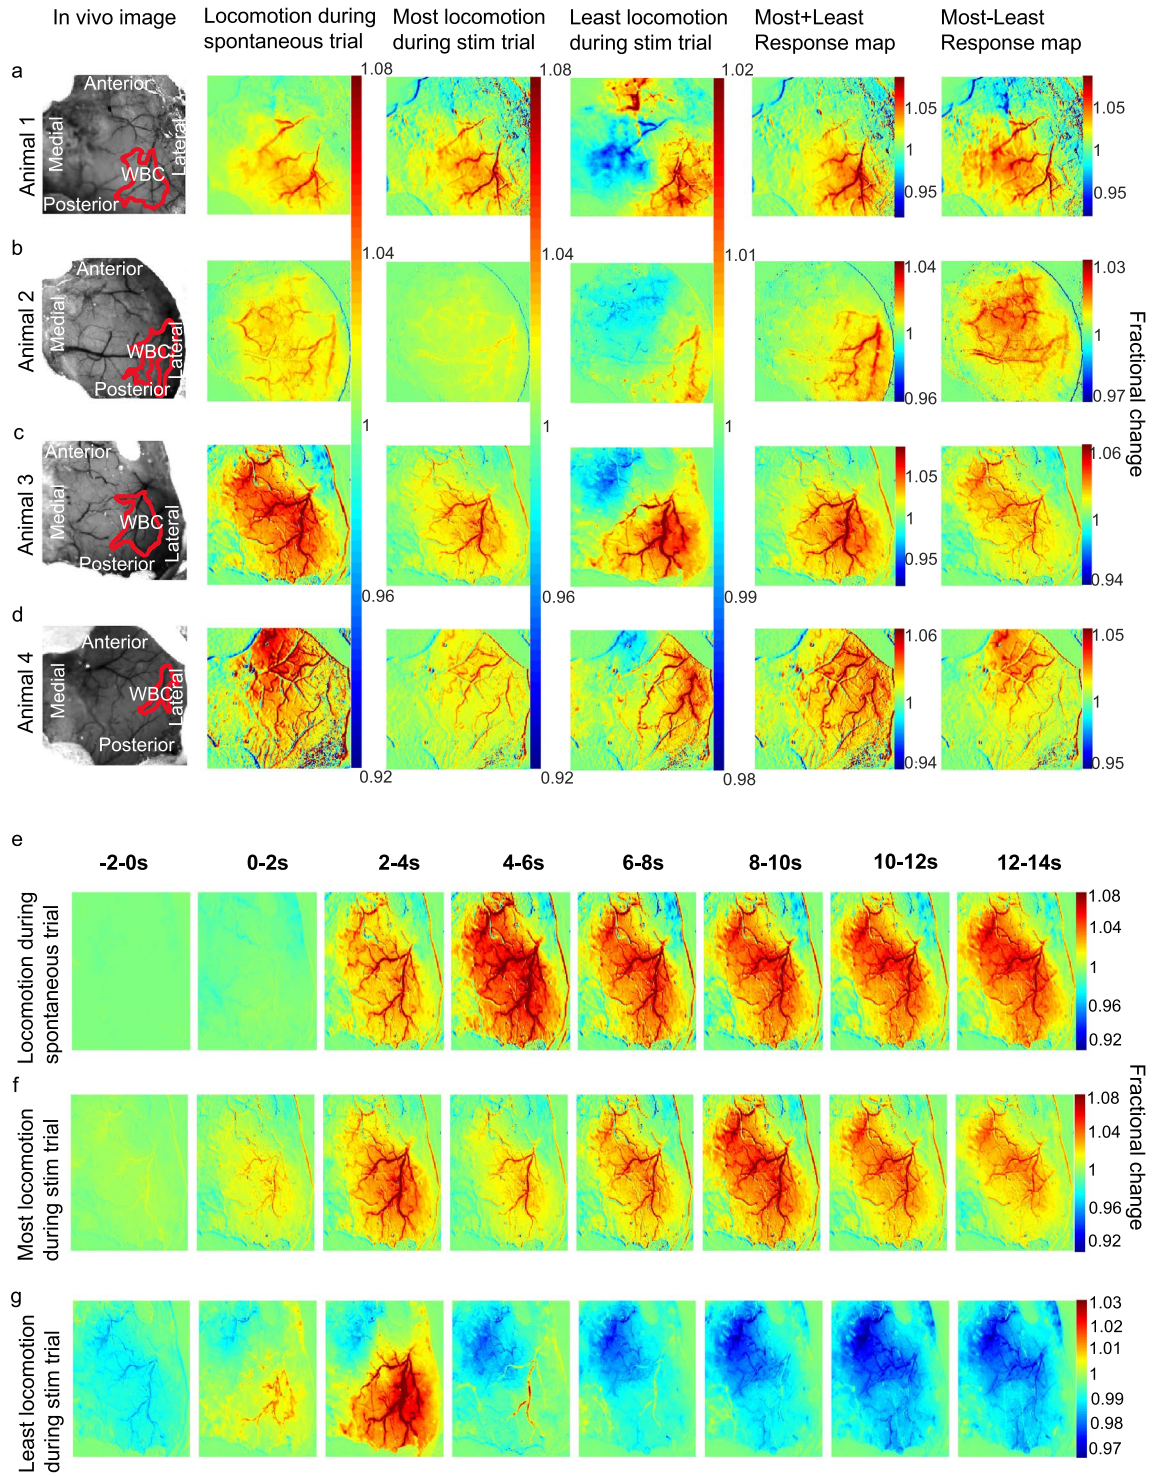 In vivo image
Locomotion during
spontaneous trial
Most locomotion
during stim trial
Least locomotion
during stim trial
Most+Least
Response map
Most-Least
Response map
a
Animal 1
Anterior
Medial
Lateral
WBC
Posterior
1.08
1.08
1.02
1.05
1
0.95
1.05
1
0.95
b
Animal 2
Anterior
Medial
Lateral
WBC
Posterior
1.04
1.04
1.01
1.04
1
0.96
1.03
1
0.97
Fractional change
c
Animal 3
Anterior
Medial
Lateral
WBC
Posterior
1
1
1
1.05
1
0.95
1.06
1
0.94
d
Animal 4
Anterior
Medial
Lateral
WBC
Posterior
0.96
0.96
0.99
1.06
1
0.94
1.05
1
0.95
0.92
0.92
0.98
e
-2-0s
0-2s
2-4s
4-6s
6-8s
8-10s
10-12s
12-14s
Locomotion during
spontaneous trial
1.08
1.04
1
0.96
0.92
f
Most locomotion
during stim trial
1.08
1.04
1
0.96
0.92
Fractional change
g
Least locomotion
during stim trial
1.03
1.02
1.01
1
0.99
0.98
0.97